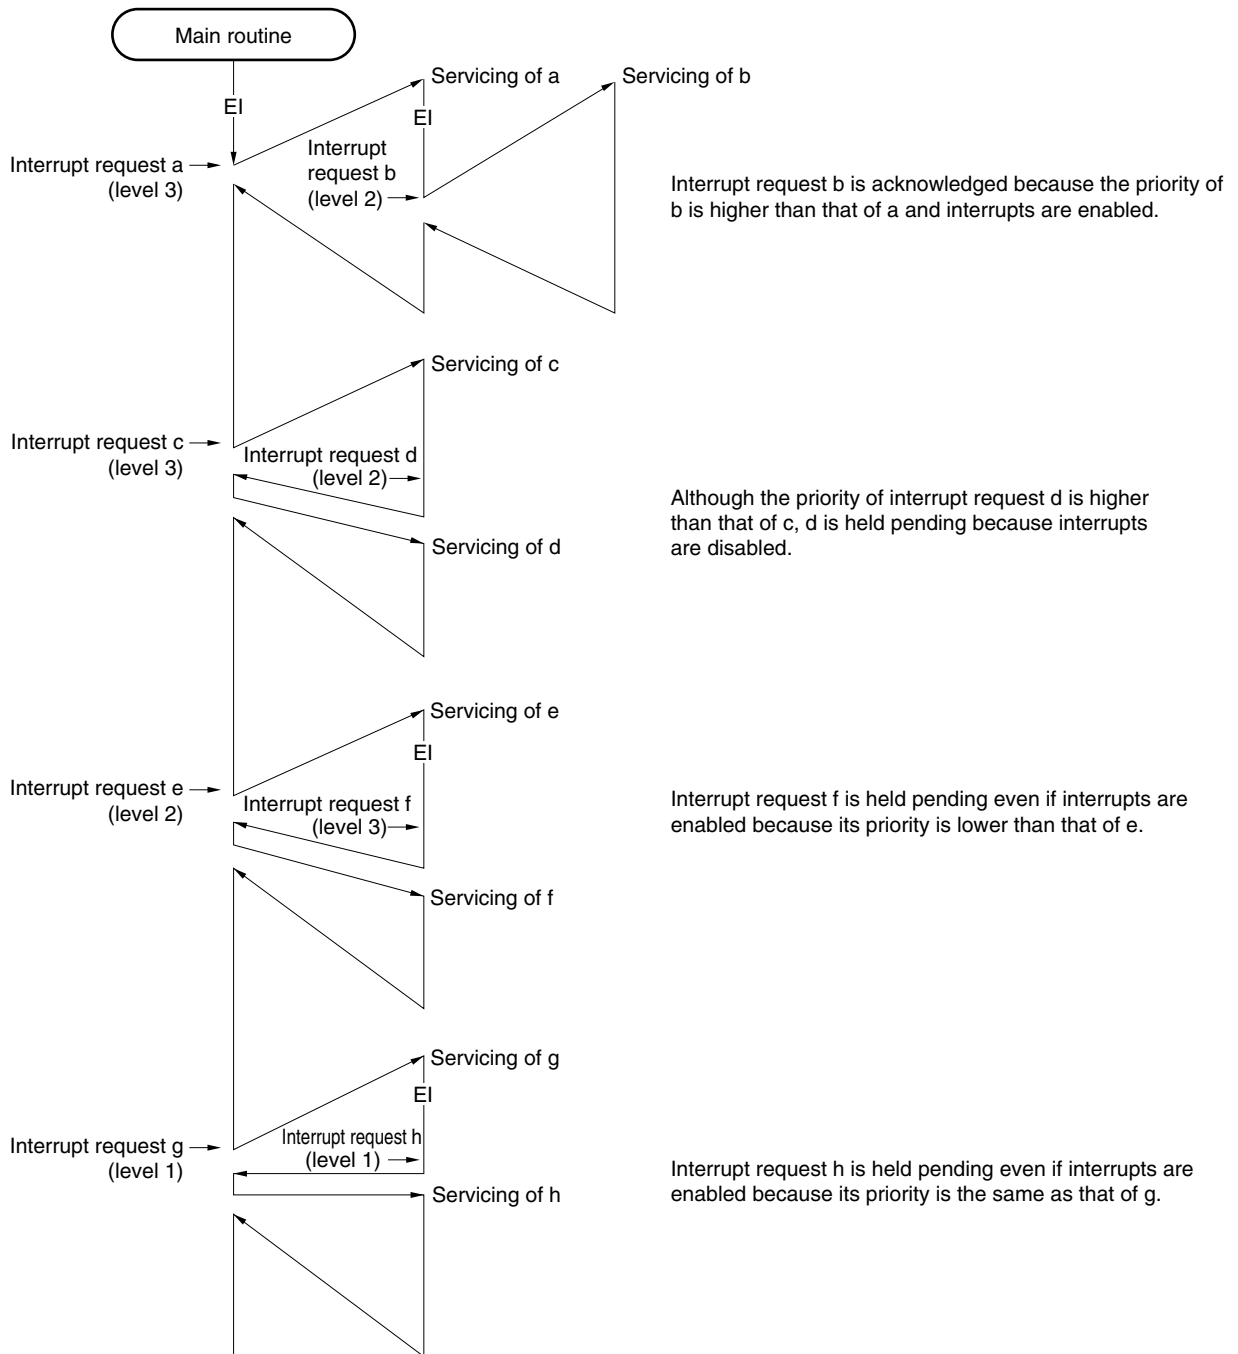 Main routine
EI
Servicing of a
Servicing of b
EI
Interrupt request a
(level 3)
Interrupt
request b
(level 2)
Interrupt request b is acknowledged because the priority of
b is higher than that of a and interrupts are enabled.
Servicing of c
Interrupt request c
(level 3)
Interrupt request d
(level 2)
Although the priority of interrupt request d is higher
than that of c, d is held pending because interrupts
are disabled.
Servicing of d
Servicing of e
EI
Interrupt request e
(level 2)
Interrupt request f
(level 3)
Interrupt request f is held pending even if interrupts are
enabled because its priority is lower than that of e.
Servicing of f
Servicing of g
EI
Interrupt request g
(level 1)
Interrupt request h
(level 1)
Interrupt request h is held pending even if interrupts are
enabled because its priority is the same as that of g.
Servicing of h